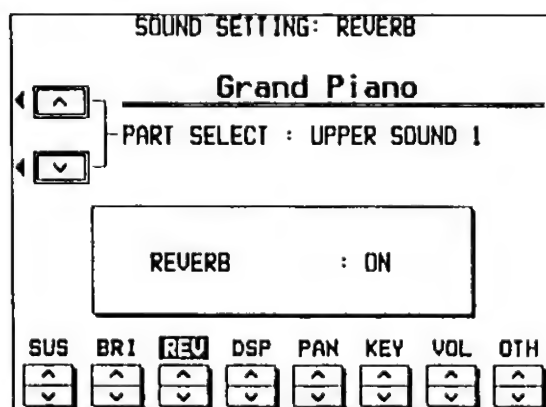 SOUND SETTING: REVERB
Grand Piano
PART SELECT : UPPER SOUND 1
REVERB : ON
SUS BRI REV DSP PAN KEY VOL OTH